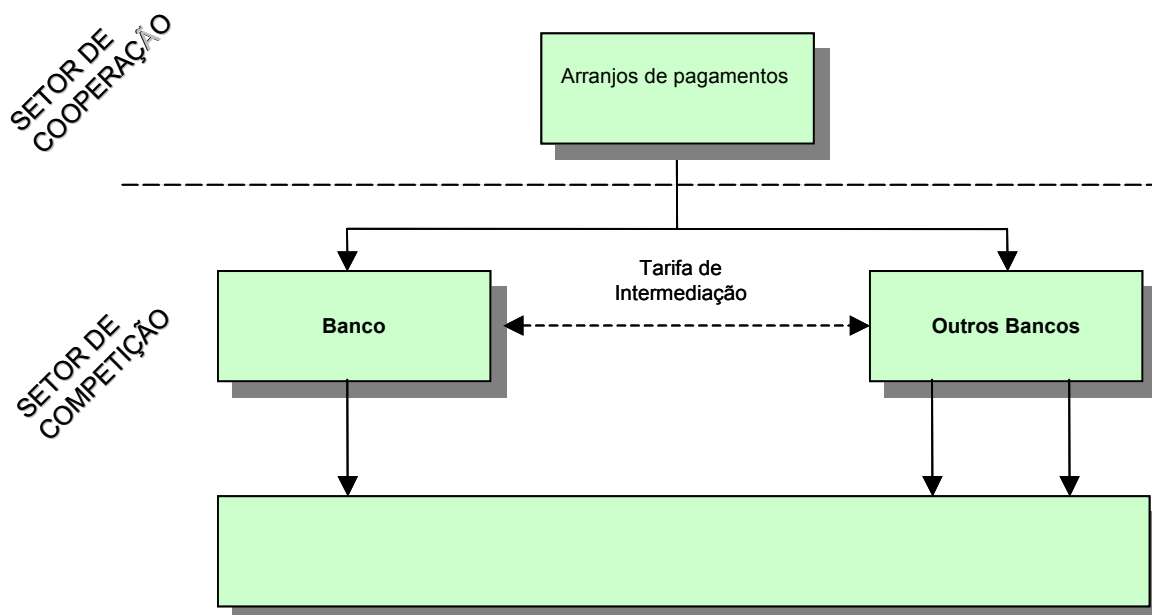 SETOR DE
COOPERAÇÃO
Arranjos de pagamentos
SETOR DE
COMPETIÇÃO
Banco
Tarifa de
Intermediação
Outros Bancos